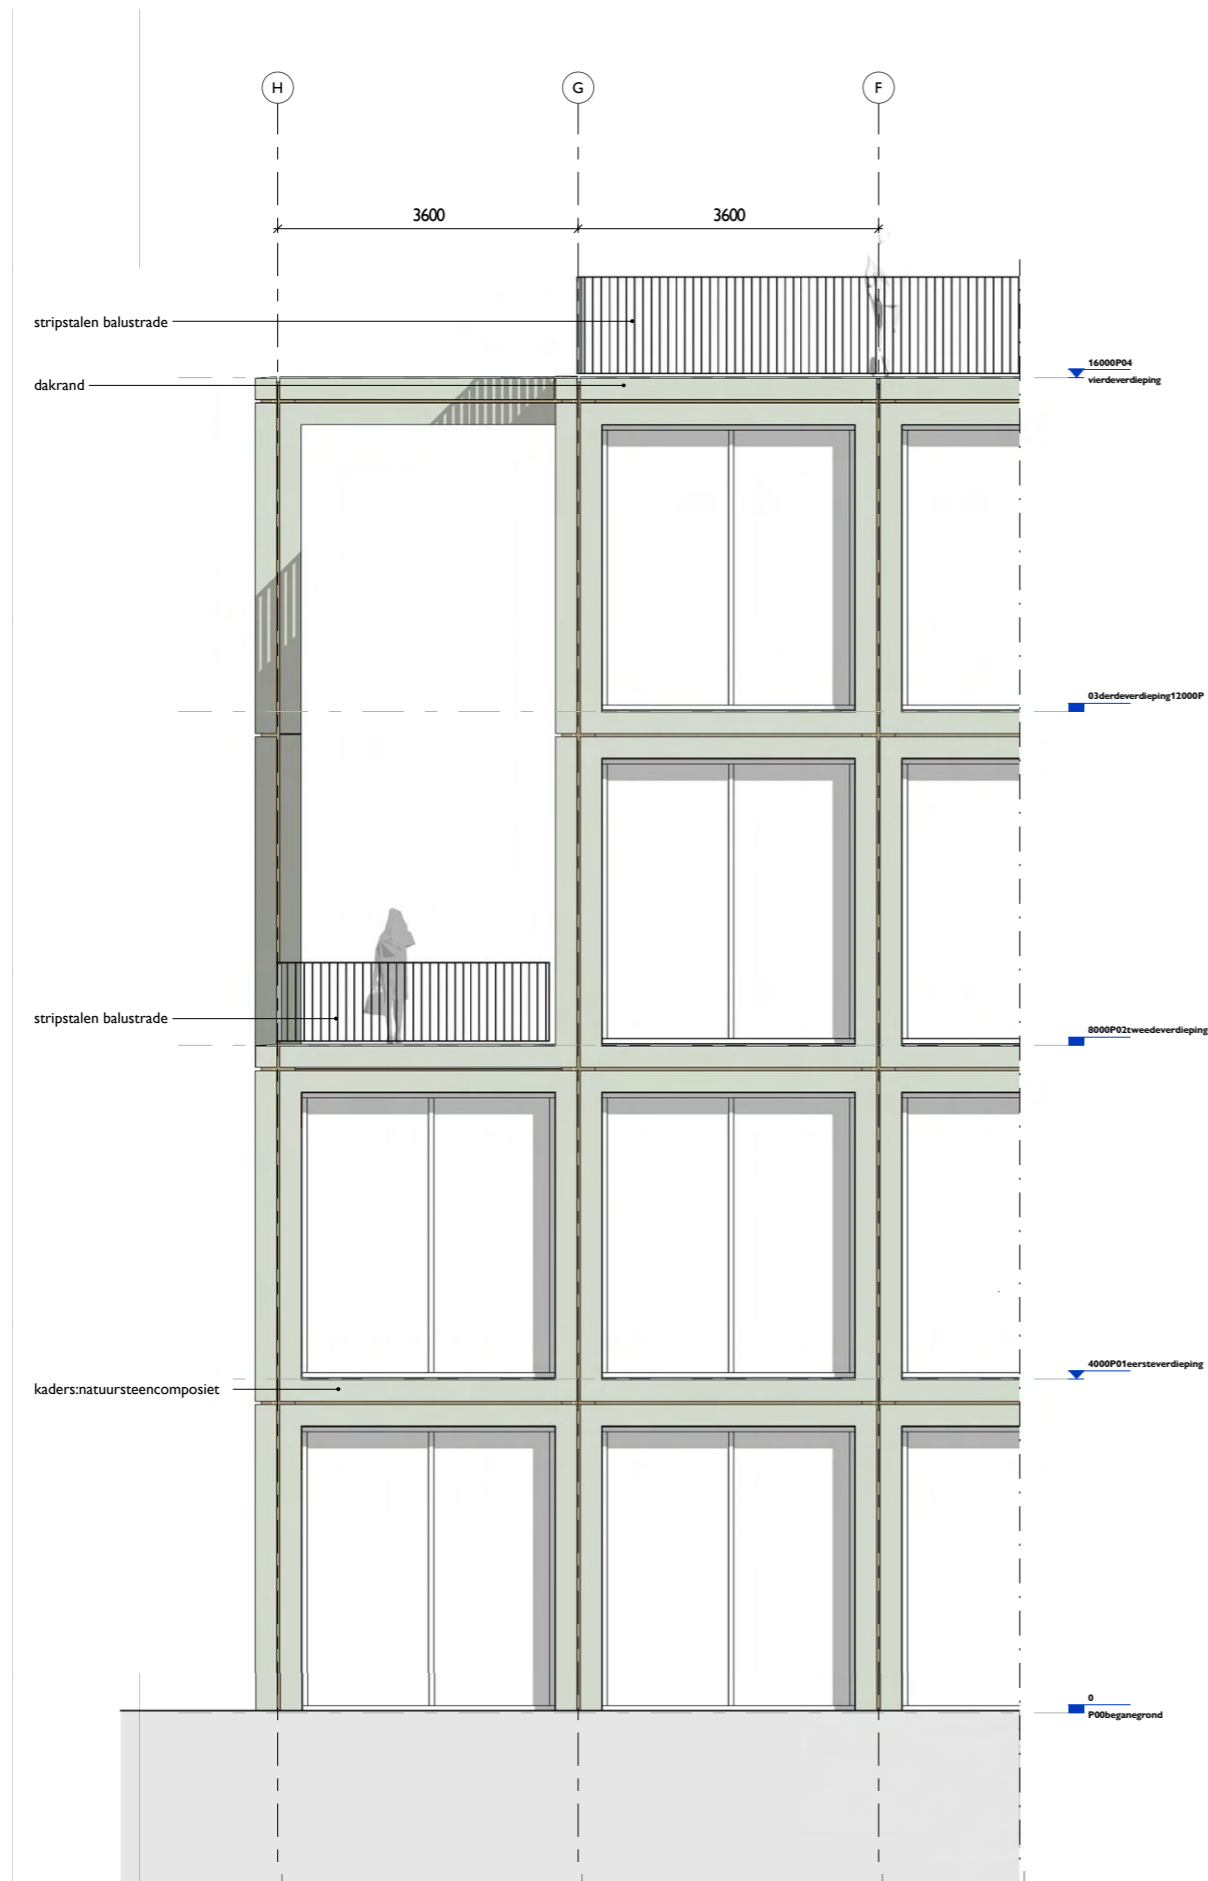 H
G
F
3600
3600
stripstalen balustrade
16000P04
vierdeverdieping
dakrand
03derdeverdieping12000P
stripstalen balustrade
8000P02tweedeverdieping
4000P01eersteverdieping
kaders:natuursteencomposiet
0
P00beganegrond